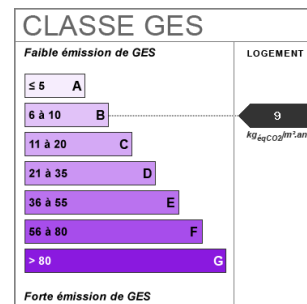 CLASSE GES
Faible émission de GES
LOGEMENT
≤ 5 A
6 à 10 B
9
kgéqCO2/m².an
11 à 20 C
21 à 35 D
36 à 55 E
56 à 80 F
> 80 G
Forte émission de GES